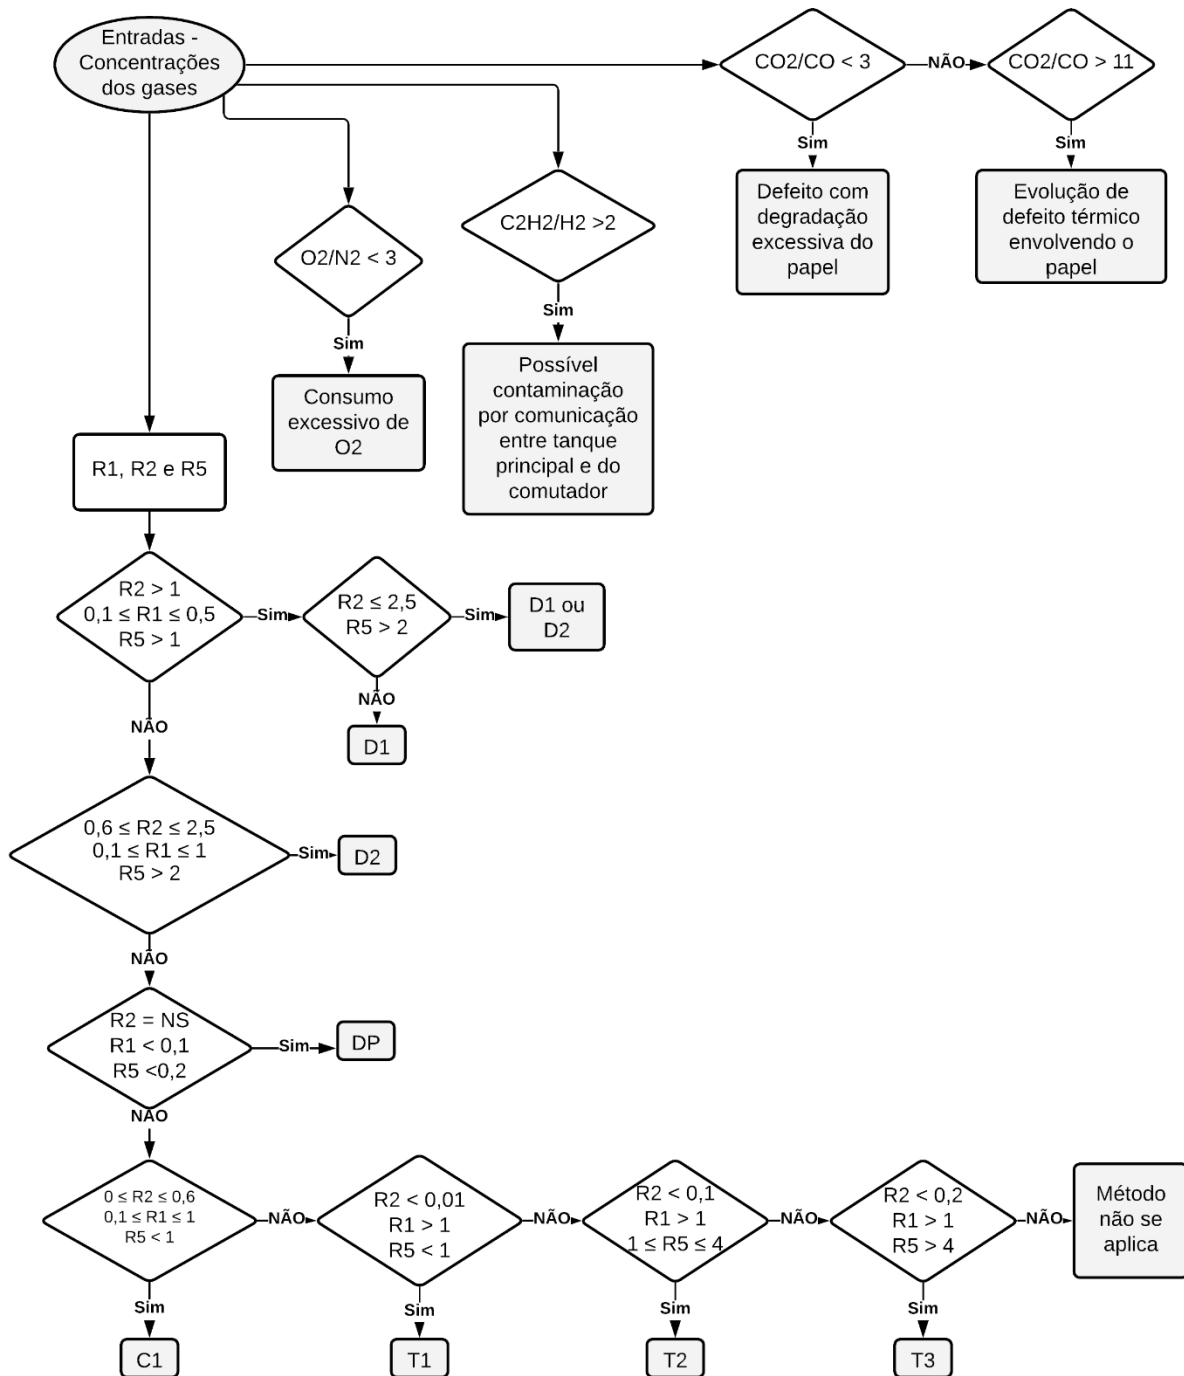 Entradas -
Concentrações
dos gases
CO2/CO < 3
NÃO
CO2/CO > 11
Sim
Sim
Defeito com
degradação
excessiva do
papel
Evolução de
defeito térmico
envolvendo o
papel
C2H2/H2 >2
O2/N2 < 3
Sim
Sim
Possível
contaminação
por comunicação
entre tanque
principal e do
comutador
Consumo
excessivo de
O2
R1, R2 e R5
R2 > 1
0,1 ≤ R1 ≤ 0,5
R5 > 1
Sim
R2 ≤ 2,5
R5 > 2
Sim
D1 ou
D2
NÃO
D1
NÃO
0,6 ≤ R2 ≤ 2,5
0,1 ≤ R1 ≤ 1
R5 > 2
Sim
D2
NÃO
R2 = NS
R1 < 0,1
R5 <0,2
Sim
DP
NÃO
0 ≤ R2 ≤ 0,6
0,1 ≤ R1 ≤ 1
R5 < 1
NÃO
R2 < 0,01
R1 > 1
R5 < 1
NÃO
R2 < 0,1
R1 > 1
1 ≤ R5 ≤ 4
NÃO
R2 < 0,2
R1 > 1
R5 > 4
NÃO
Método
não se
aplica
Sim
Sim
Sim
Sim
C1
T1
T2
T3